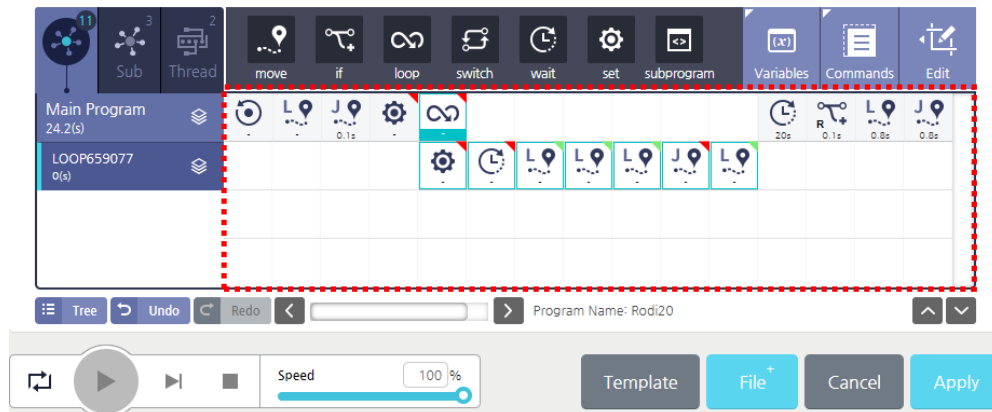 11 3 2
Sub Thread
move if loop switch wait set subprogram Variables Commands Edit
(x) <>
Main Program
24.2(s)
L J L J
- - 0.1s - - 20s R 0.1s 0.8s 0.8s
LOOP659077
0(s)
L L L J L
- - - - - - -
Tree Undo Redo < > Program Name: Rodi20
Speed 100 %
Template File+ Cancel Apply